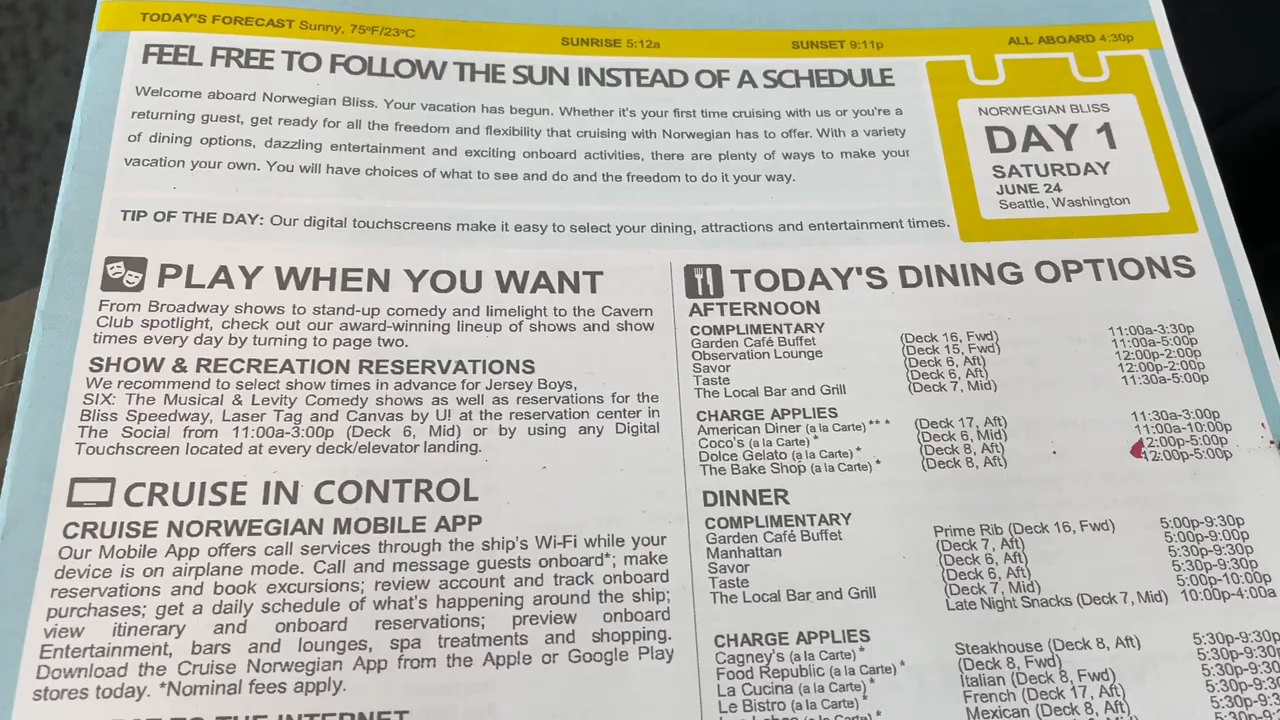 TODAY'S FORECAST Sunny, 75°F/23°C SUNRISE 5:12a SUNSET 9:11p ALL ABOARD 4:30p
FEEL FREE TO FOLLOW THE SUN INSTEAD OF A SCHEDULE
Welcome aboard Norwegian Bliss. Your vacation has begun. Whether it's your first time cruising with us or you're a
returning guest, get ready for all the freedom and flexibility that cruising with Norwegian has to offer. With a variety
of dining options, dazzling entertainment and exciting onboard activities, there are plenty of ways to make your
vacation your own. You will have choices of what to see and do and the freedom to do it your way.
TIP OF THE DAY: Our digital touchscreens make it easy to select your dining, attractions and entertainment times.
NORWEGIAN BLISS
DAY 1
SATURDAY
JUNE 24
Seattle, Washington
PLAY WHEN YOU WANT
From Broadway shows to stand-up comedy and limelight to the Cavern
Club spotlight, check out our award-winning lineup of shows and show
times every day by turning to page two.
SHOW & RECREATION RESERVATIONS
We recommend to select show times in advance for Jersey Boys,
SIX: The Musical & Levity Comedy shows as well as reservations for the
Bliss Speedway, Laser Tag and Canvas by U! at the reservation center in
The Social from 11:00a-3:00p (Deck 6, Mid) or by using any Digital
Touchscreen located at every deck/elevator landing.
CRUISE IN CONTROL
CRUISE NORWEGIAN MOBILE APP
Our Mobile App offers call services through the ship's Wi-Fi while your
device is on airplane mode. Call and message guests onboard*; make
reservations and book excursions; review account and track onboard
purchases; get a daily schedule of what's happening around the ship;
view itinerary and onboard reservations; preview onboard
Entertainment, bars and lounges, spa treatments and shopping.
Download the Cruise Norwegian App from the Apple or Google Play
stores today. *Nominal fees apply.
TO THE INTERNET
TODAY'S DINING OPTIONS
AFTERNOON
COMPLIMENTARY
Garden Café Buffet (Deck 16, Fwd) 11:00a-3:30p
Observation Lounge (Deck 15, Fwd) 11:00a-5:00p
Savor (Deck 6, Aft) 12:00p-2:00p
Taste (Deck 6, Aft) 12:00p-2:00p
The Local Bar and Grill (Deck 7, Mid) 11:30a-5:00p
CHARGE APPLIES
American Diner (a la Carte)*** (Deck 17, Aft) 11:30a-3:00p
Coco's (a la Carte)* (Deck 6, Mid) 11:00a-10:00p
Dolce Gelato (a la Carte)* (Deck 8, Aft) 12:00p-5:00p
The Bake Shop (a la Carte)* (Deck 8, Aft) 12:00p-5:00p
DINNER
COMPLIMENTARY
Garden Café Buffet Prime Rib (Deck 16, Fwd) 5:00p-9:30p
Manhattan (Deck 7, Aft) 5:00p-9:00p
Savor (Deck 6, Aft) 5:30p-9:30p
Taste (Deck 6, Aft) 5:30p-9:30p
The Local Bar and Grill (Deck 7, Mid) 5:00p-10:00p
Late Night Snacks (Deck 7, Mid) 10:00p-4:00a
CHARGE APPLIES
Cagney's (a la Carte)* Steakhouse (Deck 8, Aft) 5:30p-9:30p
Food Republic (a la Carte)* (Deck 8, Fwd) 5:30p-9:30
La Cucina (a la Carte)* Italian (Deck 8, Fwd) 5:30p-9:30
Le Bistro (a la Carte)* French (Deck 17, Aft) 5:30p-9:3
Mexican (Deck 8, Aft)